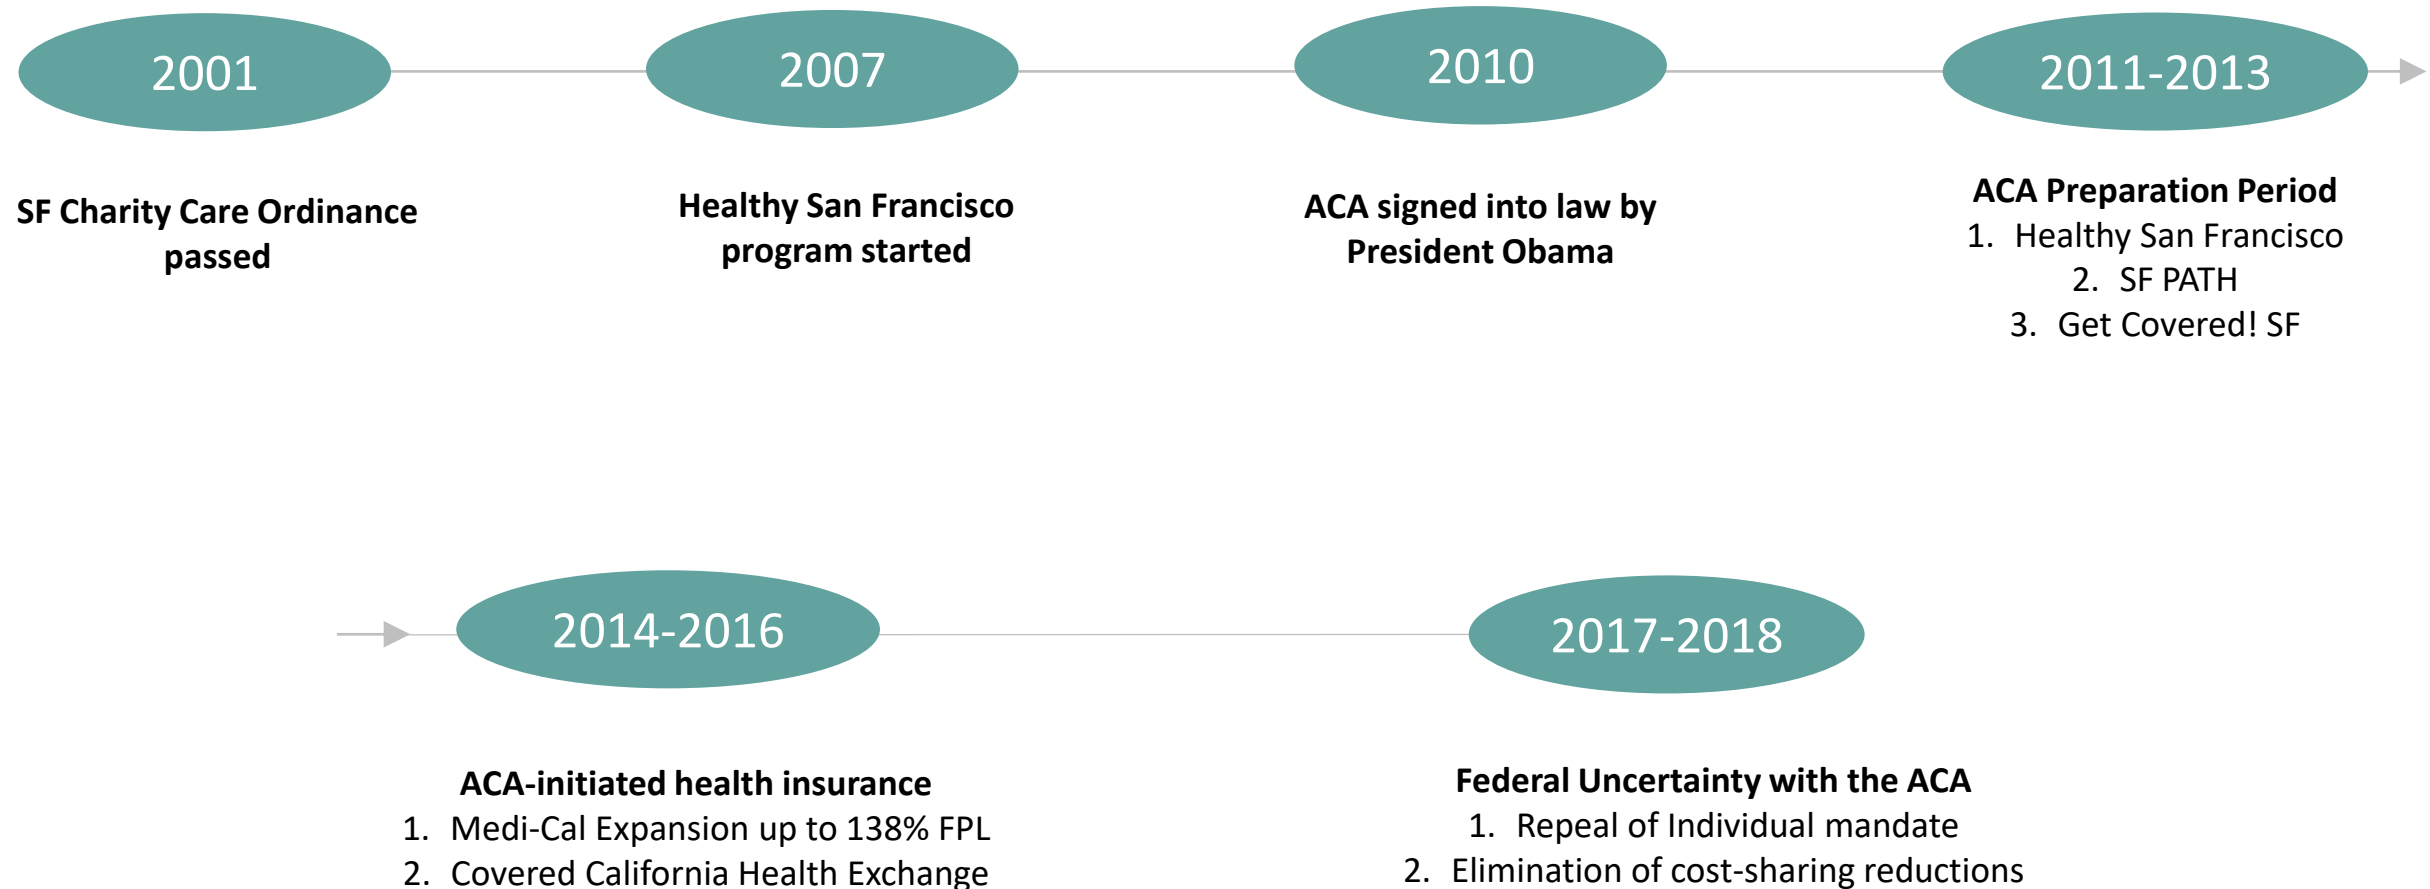 2001
SF Charity Care Ordinance
passed
2007
Healthy San Francisco
program started
2010
ACA signed into law by
President Obama
2011-2013
ACA Preparation Period
1. Healthy San Francisco
2. SF PATH
3. Get Covered! SF
2014-2016
ACA-initiated health insurance
1. Medi-Cal Expansion up to 138% FPL
2. Covered California Health Exchange
2017-2018
Federal Uncertainty with the ACA
1. Repeal of Individual mandate
2. Elimination of cost-sharing reductions